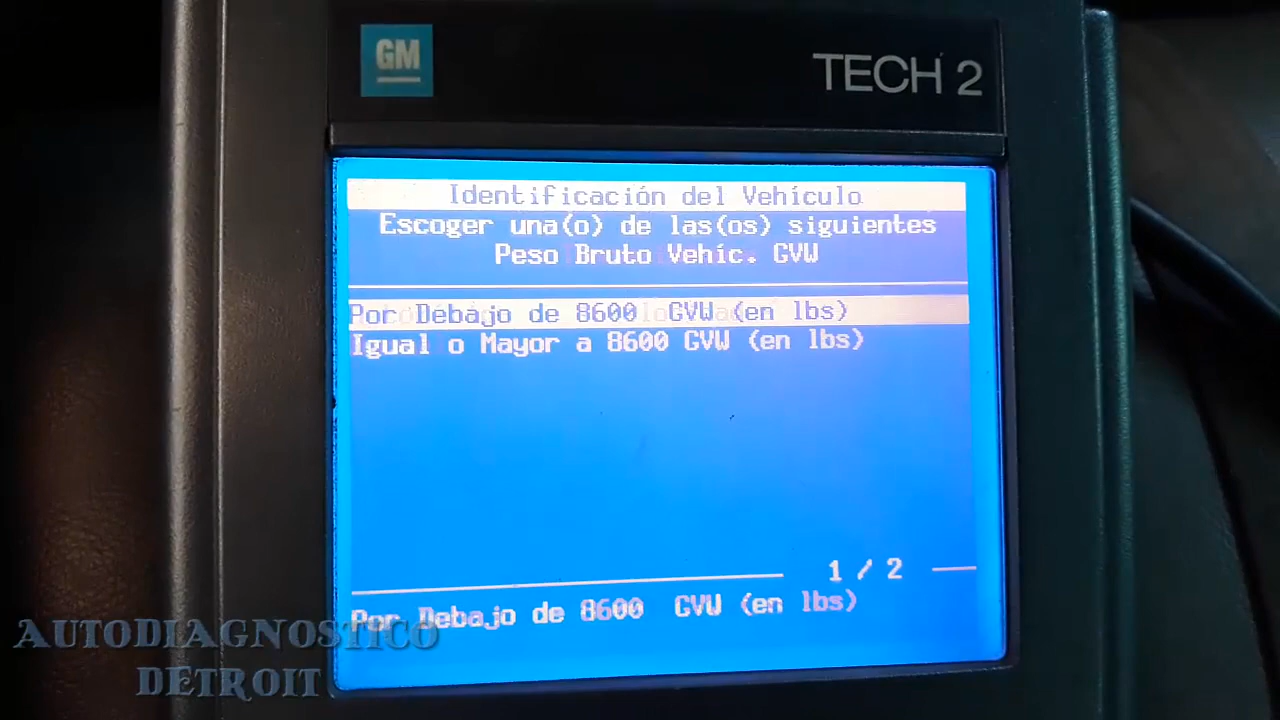 GM
TECH 2
Identificación del Vehículo
Escoger una(o) de las(os) siguientes
Peso Bruto Vehíc. GVW
Por Debajo de 8600 GVW (en lbs)
Igual o Mayor a 8600 GVW (en lbs)
1 / 2
Por Debajo de 8600 GVW (en lbs)
AUTODIAGNOSTICO
DETROIT